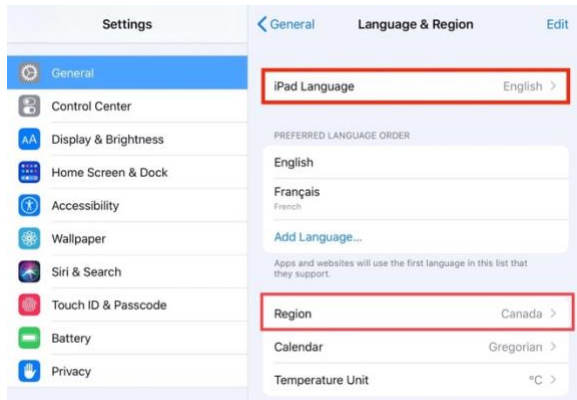 Settings
General
Control Center
AA Display & Brightness
Home Screen & Dock
Accessibility
Wallpaper
Siri & Search
Touch ID & Passcode
Battery
Privacy
General Language & Region Edit
iPad Language English
PREFERRED LANGUAGE ORDER
English
Français
French
Add Language...
Apps and websites will use the first language in this list that
they support.
Region Canada
Calendar Gregorian
Temperature Unit °C